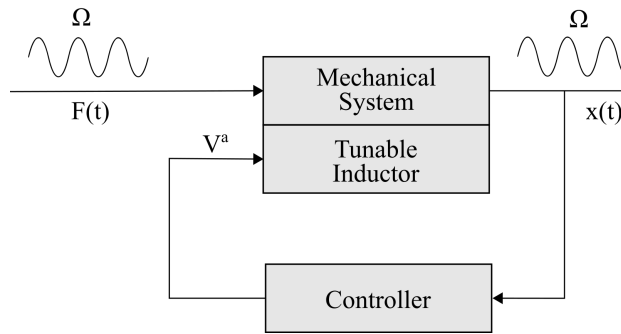 Ω
Ω
Mechanical
System
F(t)
x(t)
Vᵃ
Tunable
Inductor
Controller